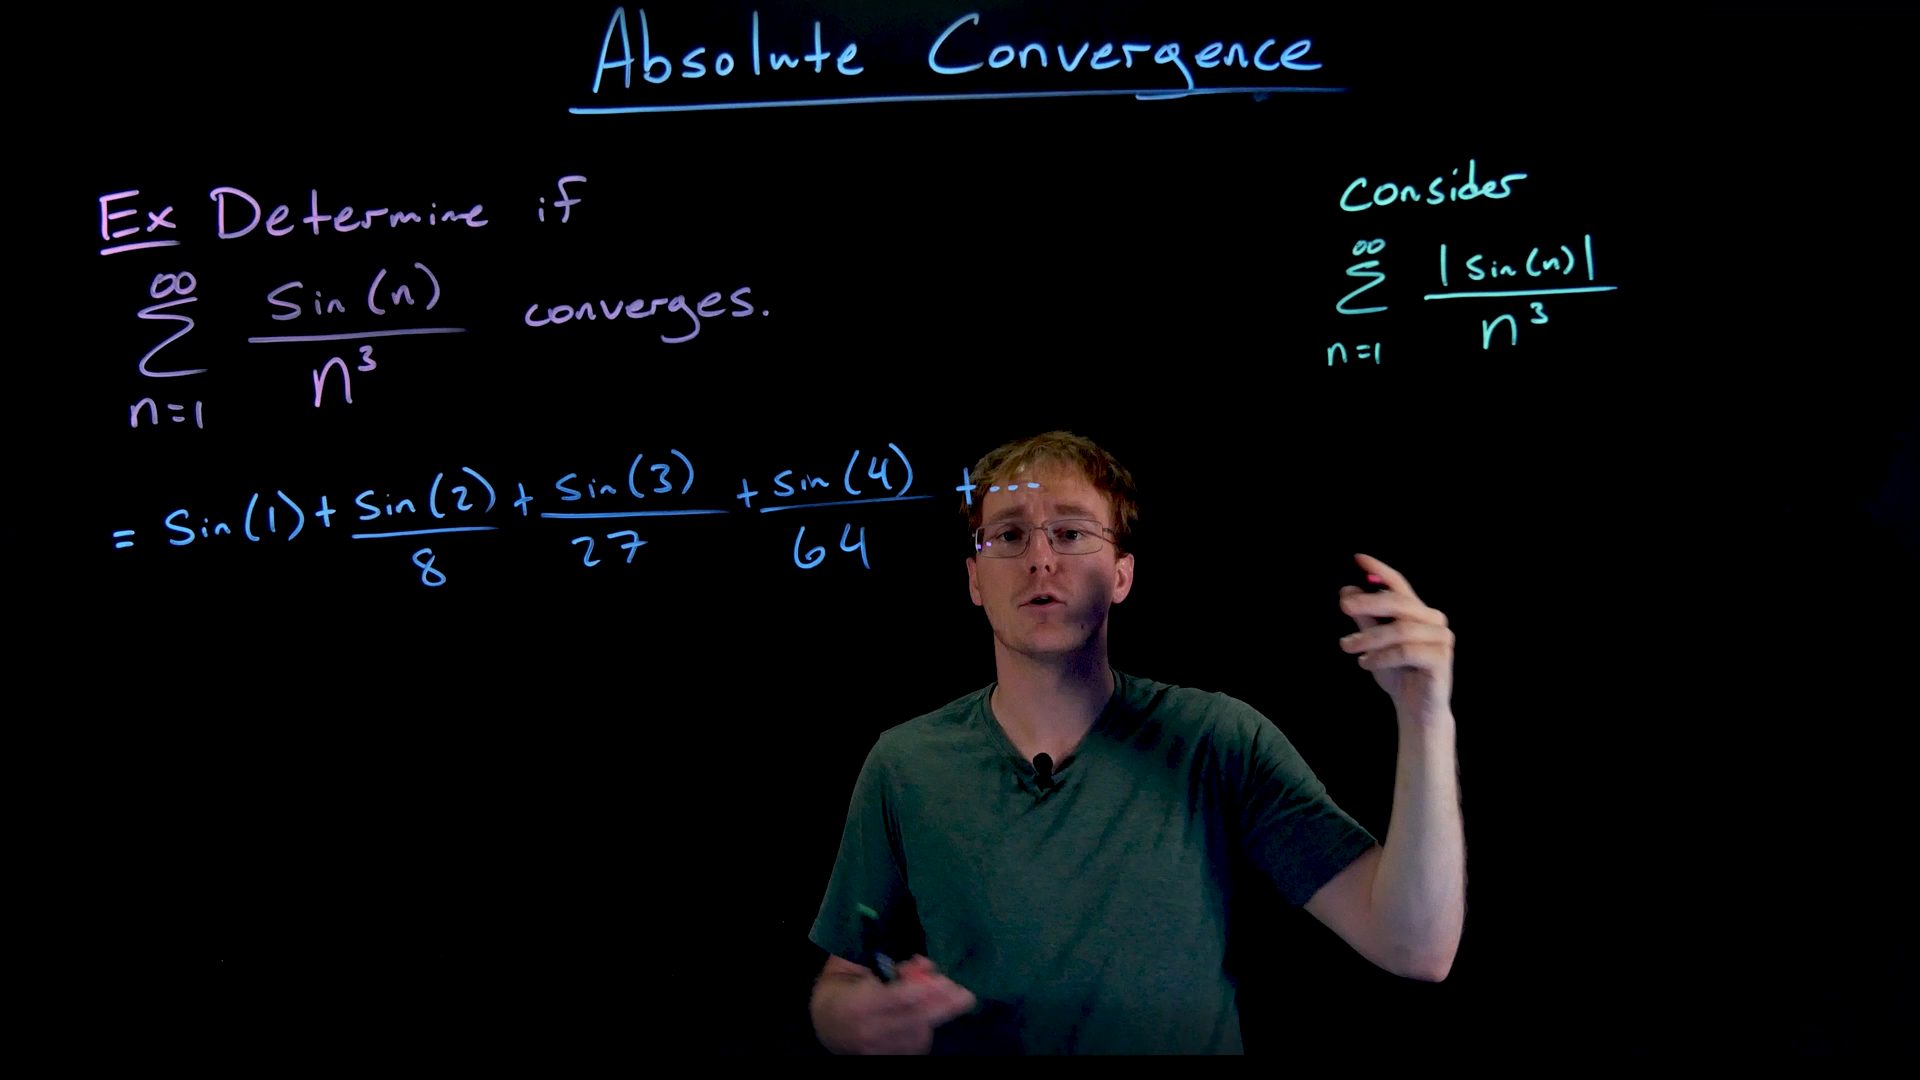 Absolute Convergence
Ex Determine if
∞
∑ sin(n)/n³ converges.
n=1
= sin(1) + sin(2)/8 + sin(3)/27 + sin(4)/64 + ...
Consider
∞
∑ |sin(n)|/n³
n=1